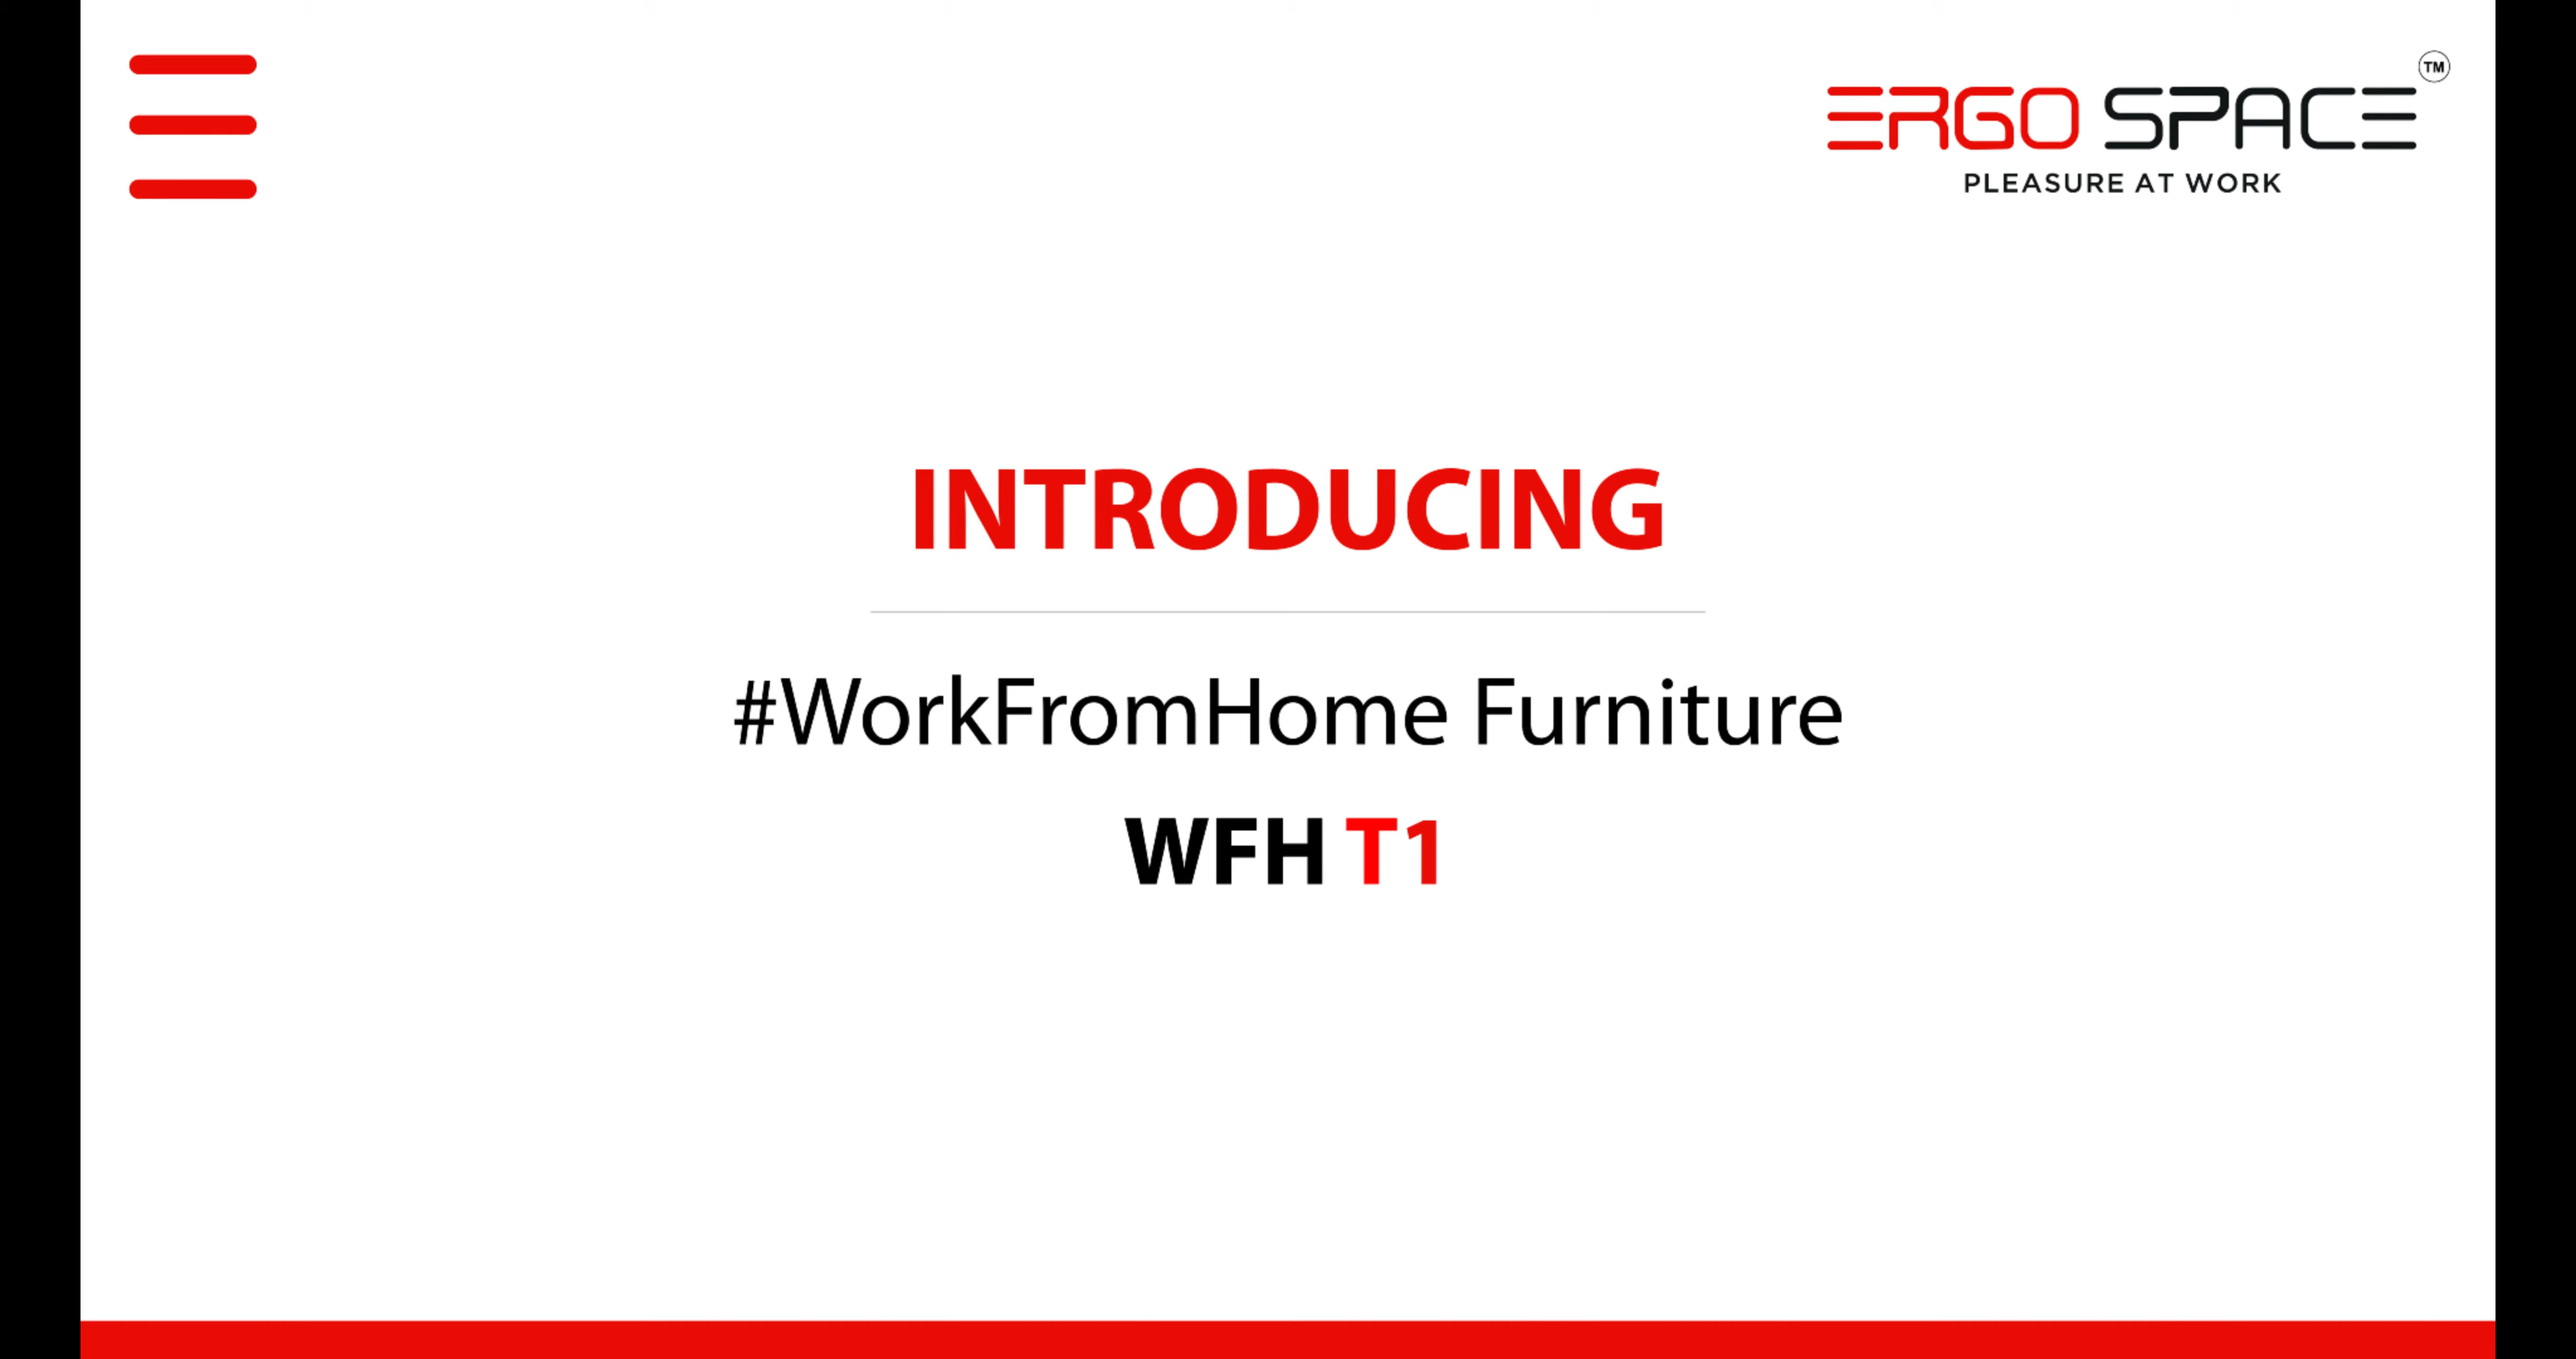 ERGO SPACE TM
PLEASURE AT WORK
INTRODUCING
#WorkFromHome Furniture
WFH T1